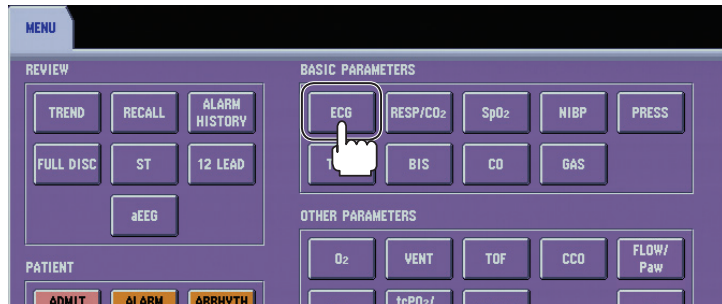 MENU
REVIEW
TREND
RECALL
ALARM
HISTORY
FULL DISC
ST
12 LEAD
aEEG
PATIENT
ADMIT
ALARM
ARRHYTH
BASIC PARAMETERS
ECG
RESP/CO2
SpO2
NIBP
PRESS
BIS
CO
GAS
OTHER PARAMETERS
O2
VENT
TOF
CCO
FLOW/
Paw
tcPO2/